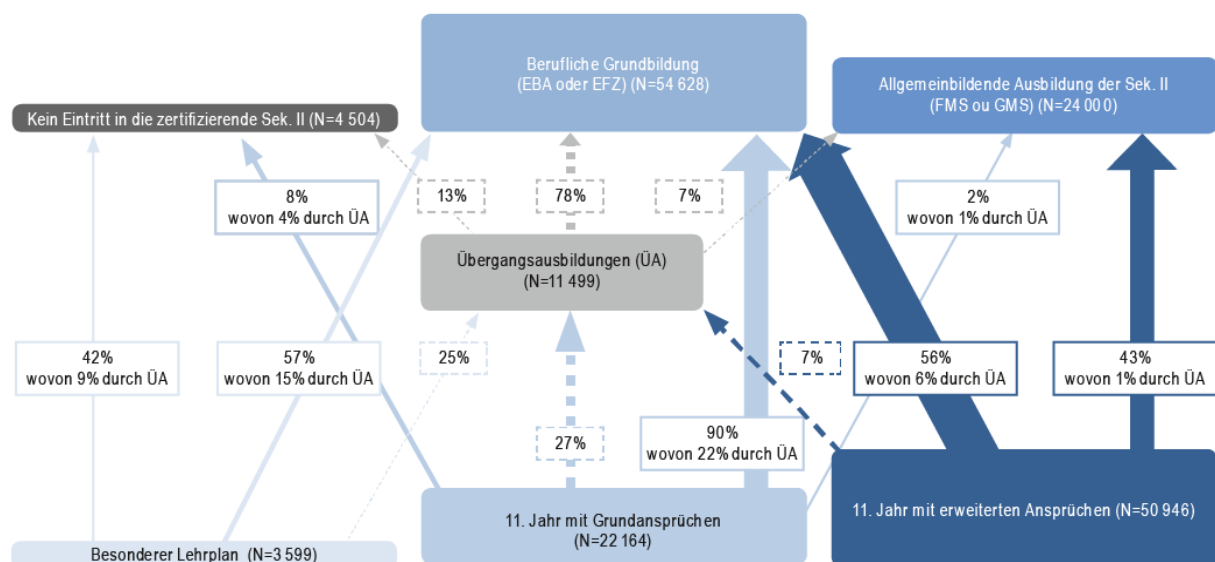 Berufliche Grundbildung
(EBA oder EFZ) (N=54 628)
Allgemeinbildende Ausbildung der Sek. II
(FMS ou GMS) (N=24 000)
Kein Eintritt in die zertifizierende Sek. II (N=4 504)
8%
wovon 4% durch ÜA
13%
78%
7%
2%
wovon 1% durch ÜA
Übergangsausbildungen (ÜA)
(N=11 499)
42%
wovon 9% durch ÜA
57%
wovon 15% durch ÜA
25%
7%
56%
wovon 6% durch ÜA
43%
wovon 1% durch ÜA
27%
90%
wovon 22% durch ÜA
11. Jahr mit Grundansprüchen
(N=22 164)
11. Jahr mit erweiterten Ansprüchen (N=50 946)
Besonderer Lehrplan (N=3 599)